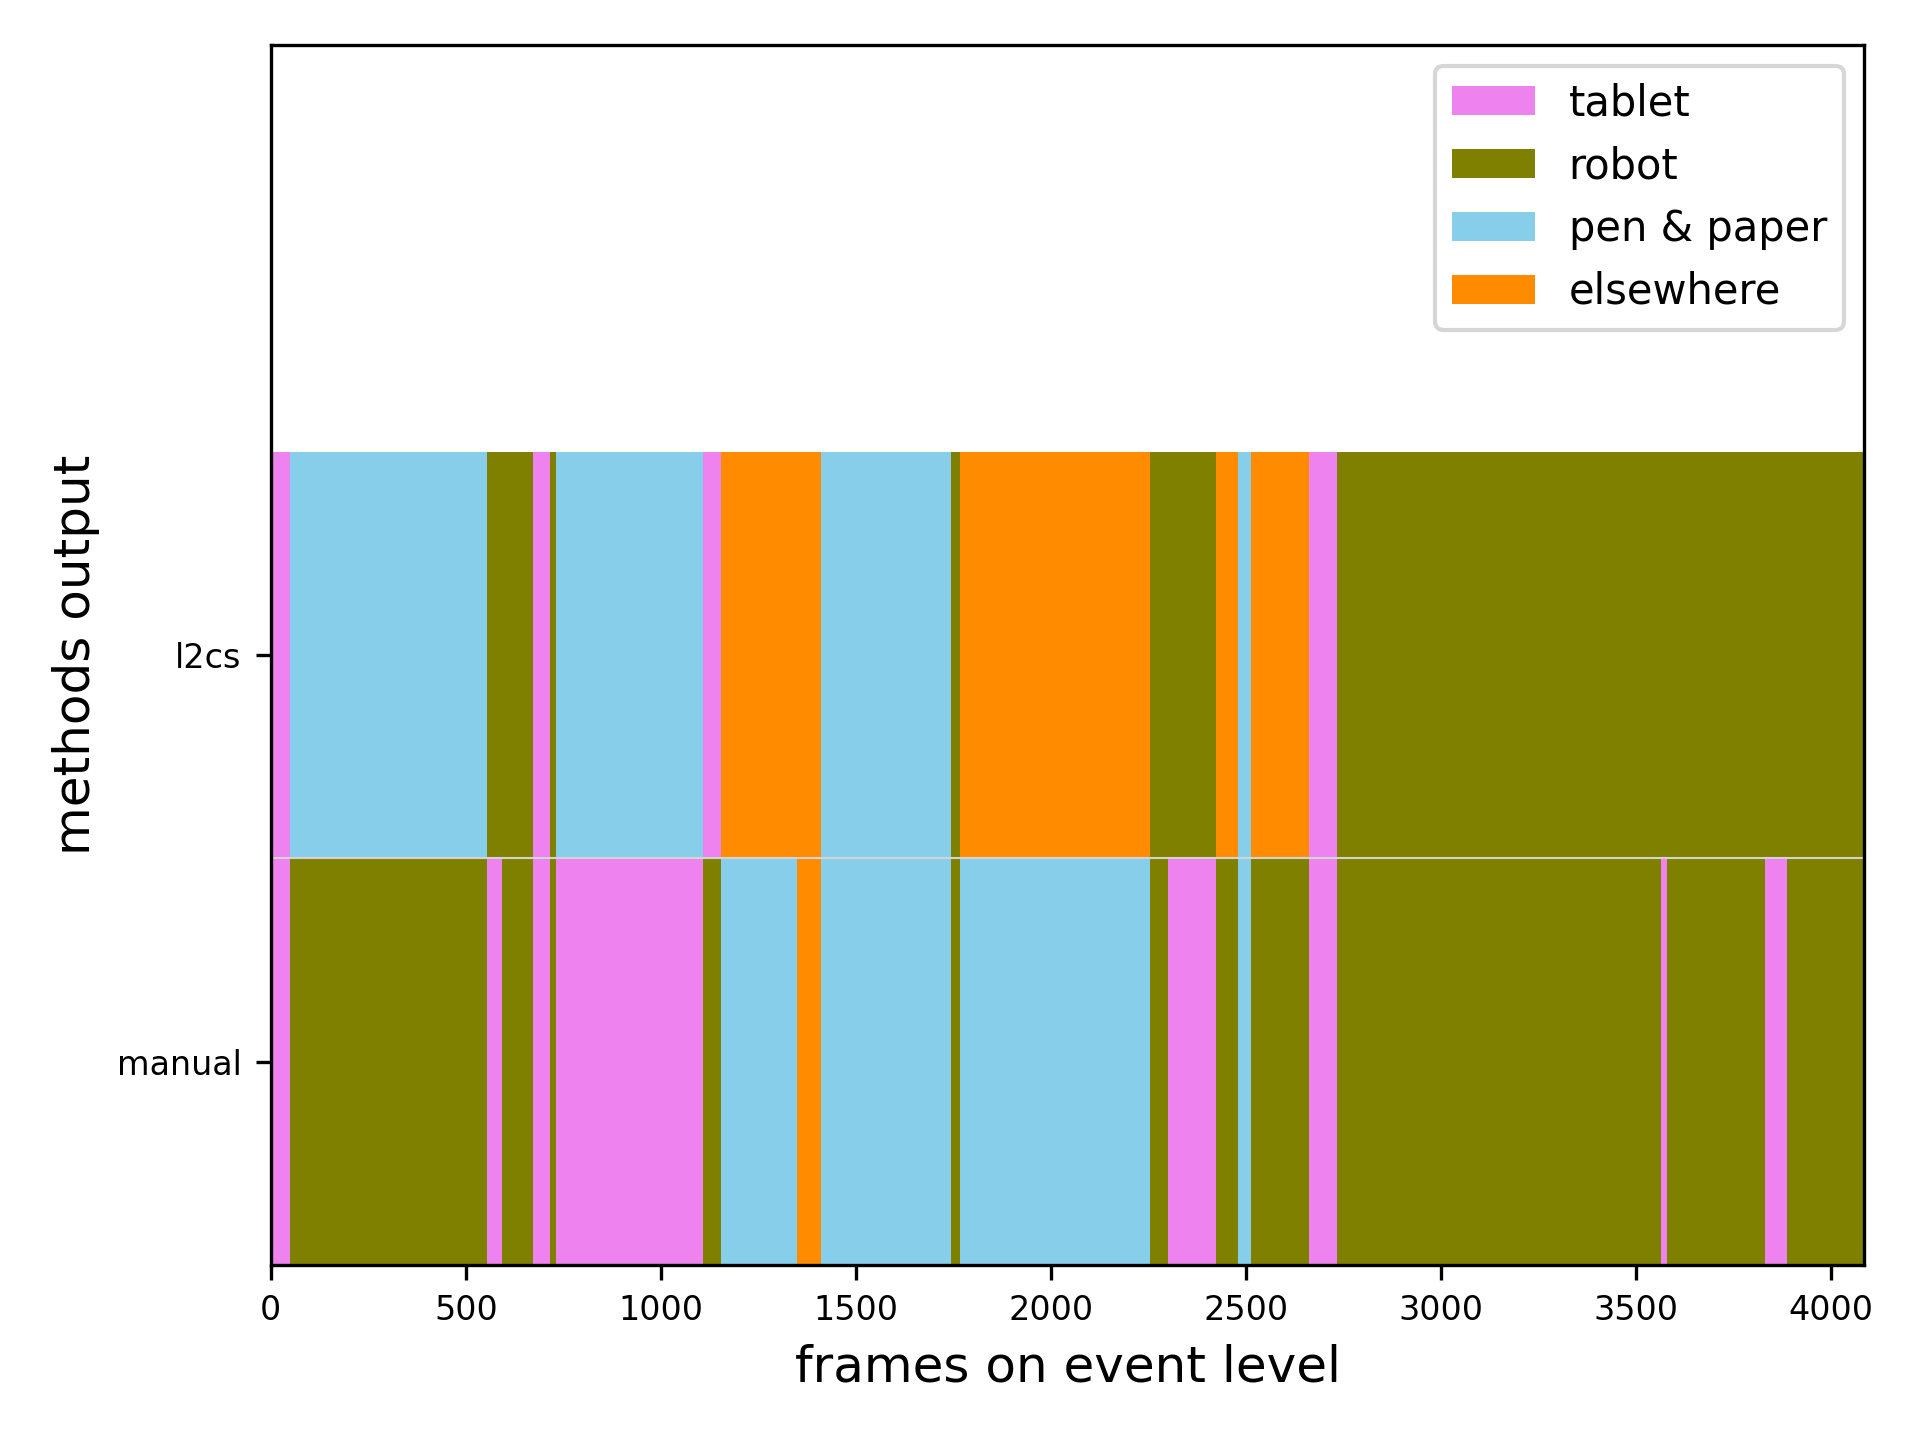 tablet
robot
pen & paper
elsewhere
methods output
l2cs
manual
0 500 1000 1500 2000 2500 3000 3500 4000
frames on event level